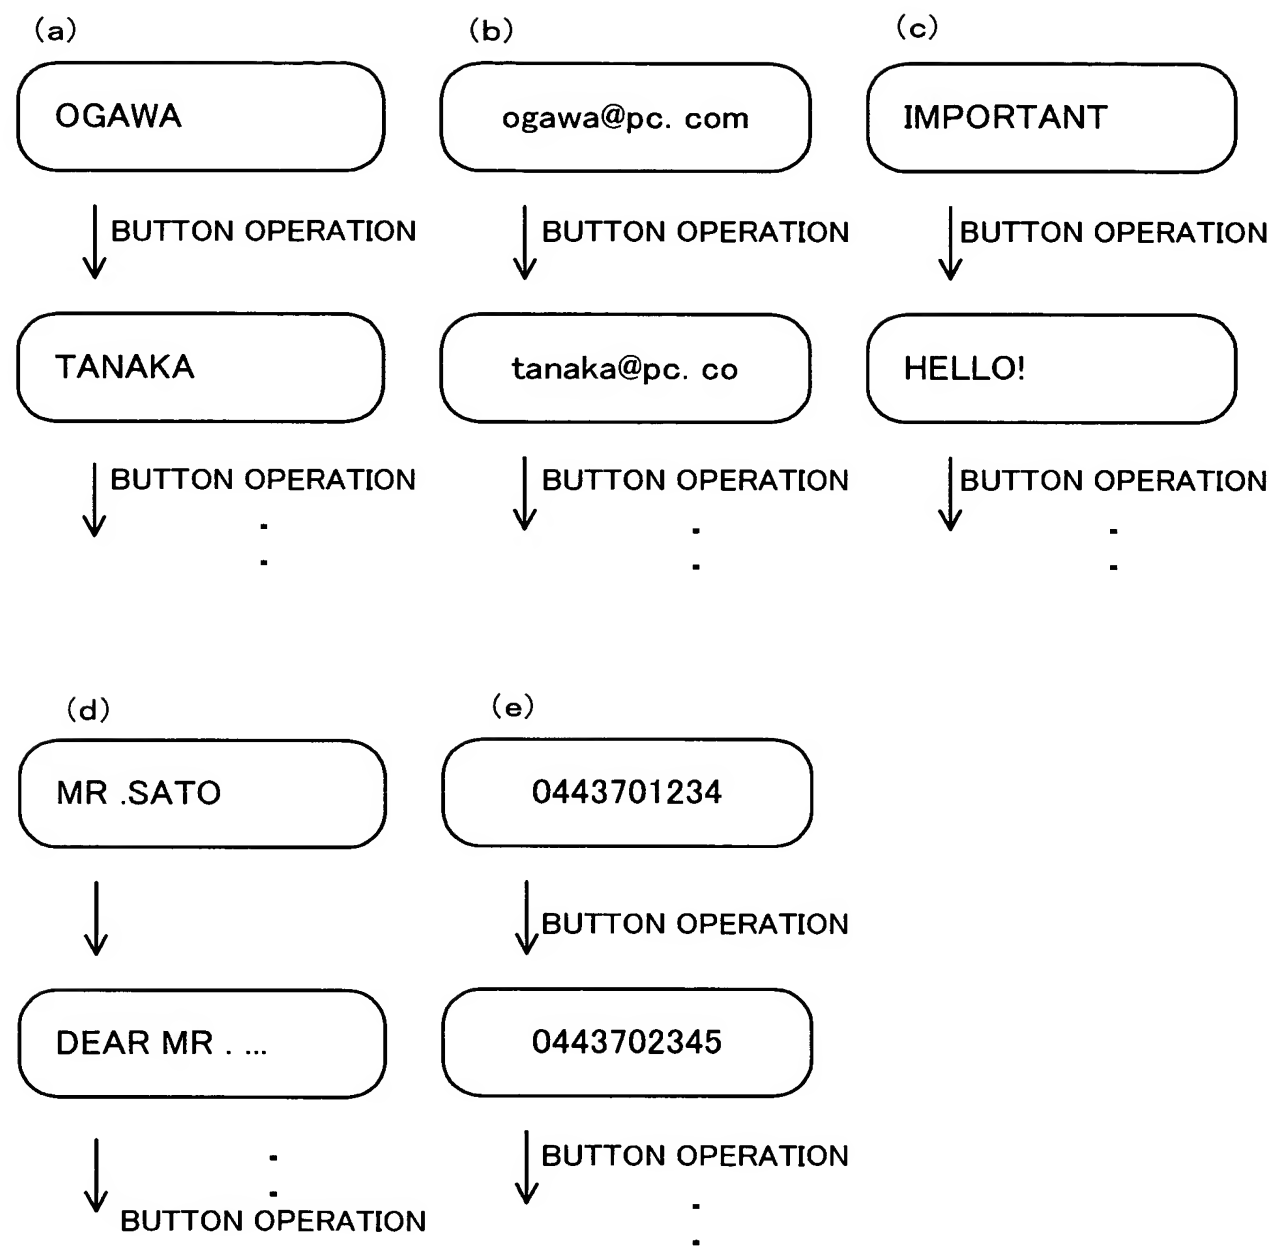 (a) (b) (c)
OGAWA ogawa@pc. com IMPORTANT
BUTTON OPERATION BUTTON OPERATION BUTTON OPERATION
TANAKA tanaka@pc. co HELLO!
BUTTON OPERATION BUTTON OPERATION BUTTON OPERATION
(d) (e)
MR .SATO 0443701234
BUTTON OPERATION
DEAR MR . ... 0443702345
BUTTON OPERATION
BUTTON OPERATION